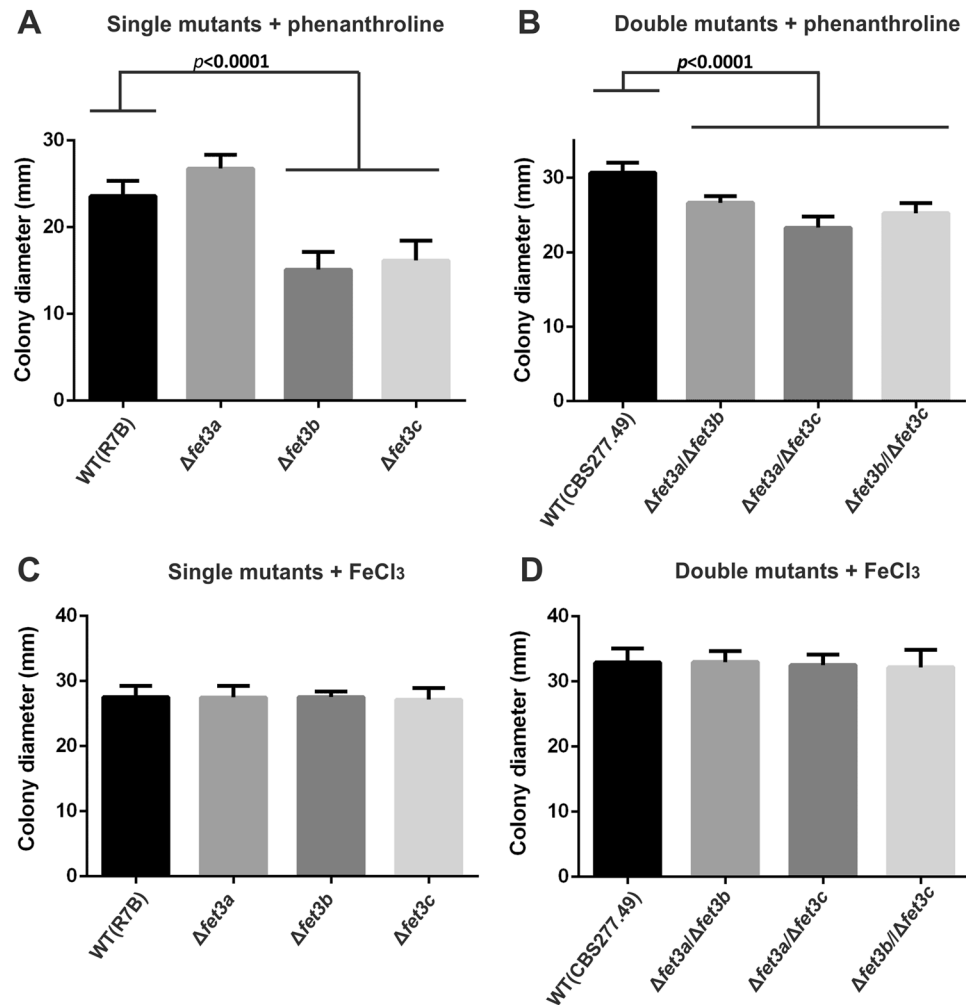 A
Single mutants + phenanthroline
p<0.0001
Colony diameter (mm)
30
20
10
0
WT(R7B)
Δfet3a
Δfet3b
Δfet3c
B
Double mutants + phenanthroline
p<0.0001
Colony diameter (mm)
30
20
10
0
WT(CBS277.49)
Δfet3a/Δfet3b
Δfet3a/Δfet3c
Δfet3b//Δfet3c
C
Single mutants + FeCl3
Colony diameter (mm)
40
30
20
10
0
WT(R7B)
Δfet3a
Δfet3b
Δfet3c
D
Double mutants + FeCl3
Colony diameter (mm)
40
30
20
10
0
WT(CBS277.49)
Δfet3a/Δfet3b
Δfet3a/Δfet3c
Δfet3b//Δfet3c